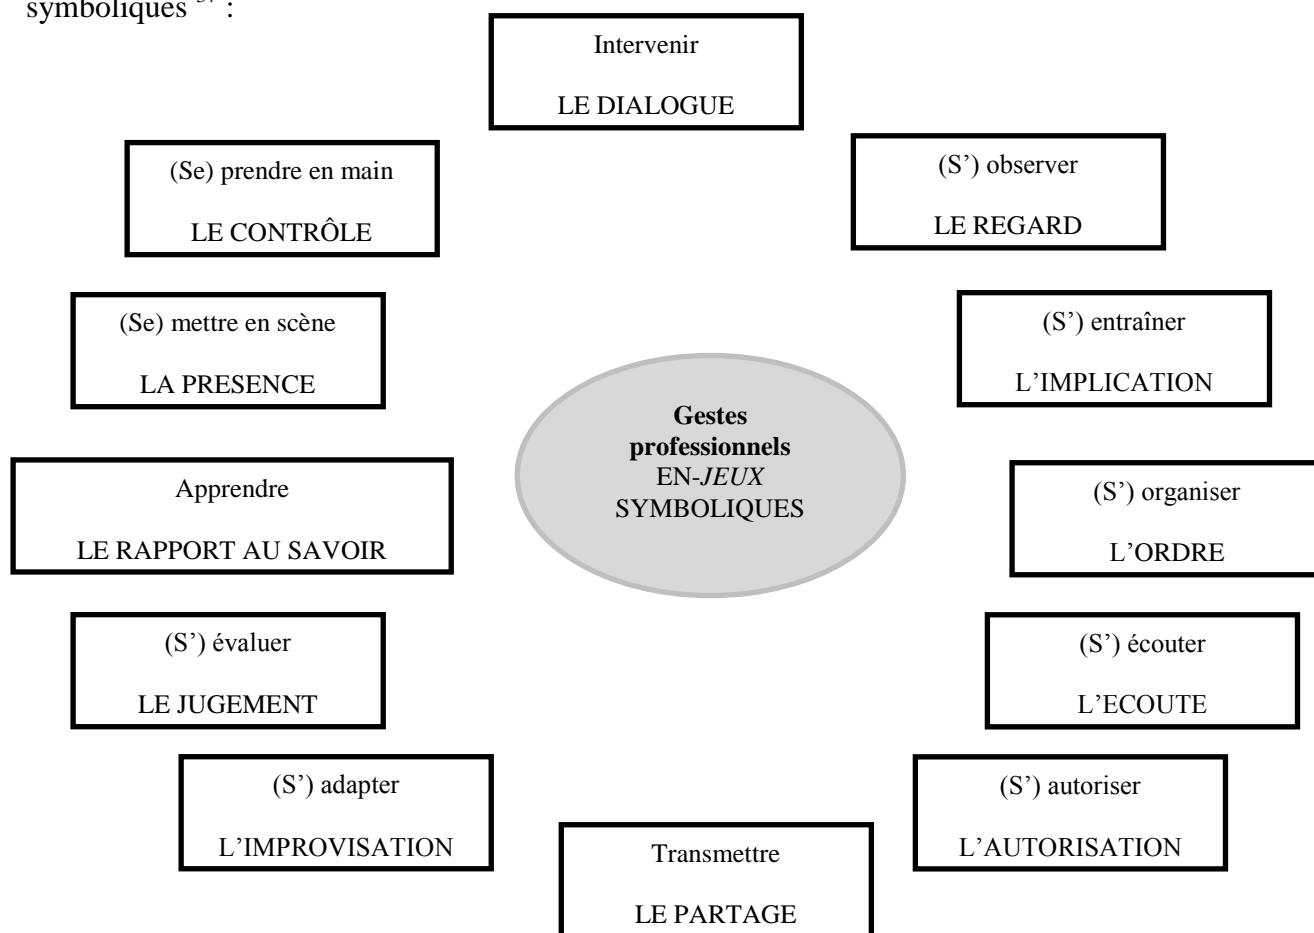 symboliques 37 :
Intervenir
LE DIALOGUE
(Se) prendre en main
LE CONTRÔLE
(S’) observer
LE REGARD
(Se) mettre en scène
LA PRESENCE
(S’) entraîner
L’IMPLICATION
Gestes
professionnels
EN-JEUX
SYMBOLIQUES
Apprendre
LE RAPPORT AU SAVOIR
(S’) organiser
L’ORDRE
(S’) évaluer
LE JUGEMENT
(S’) écouter
L’ECOUTE
(S’) adapter
L’IMPROVISATION
(S’) autoriser
L’AUTORISATION
Transmettre
LE PARTAGE